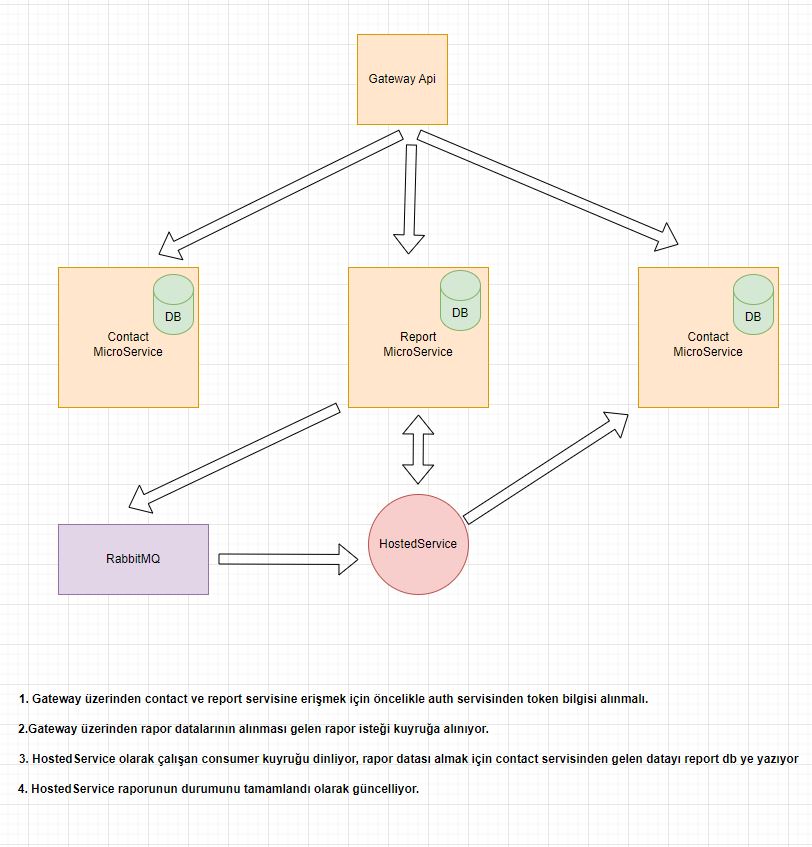 Gateway Api
DB
Contact
MicroService
DB
Report
MicroService
DB
Contact
MicroService
RabbitMQ
HostedService
1. Gateway üzerinden contact ve report servisine erişmek için öncelikle auth servisinden token bilgisi alınmalı.
2.Gateway üzerinden rapor datalarının alınması gelen rapor isteği kuyruğa alınıyor.
3. HostedService olarak çalışan consumer kuyruğu dinliyor, rapor datası almak için contact servisinden gelen datayı report db ye yazıyor
4. HostedService raporunun durumunu tamamlandı olarak güncelliyor.